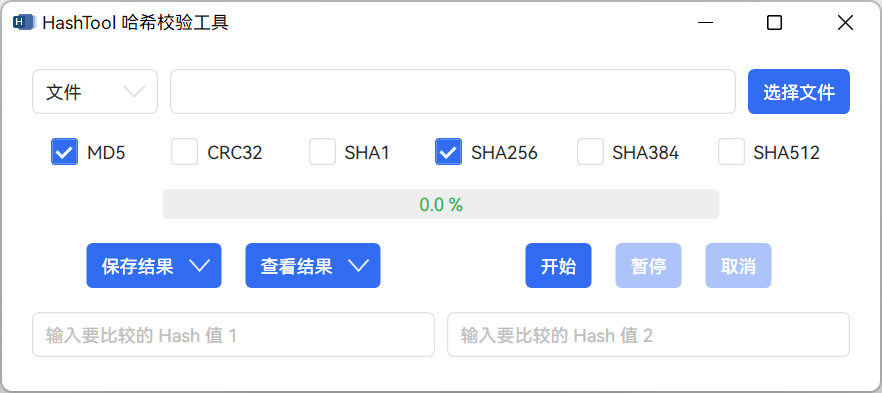 HashTool 哈希校验工具
文件 选择文件
MD5 CRC32 SHA1 SHA256 SHA384 SHA512
0.0 %
保存结果 查看结果 开始 暂停 取消
输入要比较的 Hash 值 1 输入要比较的 Hash 值 2